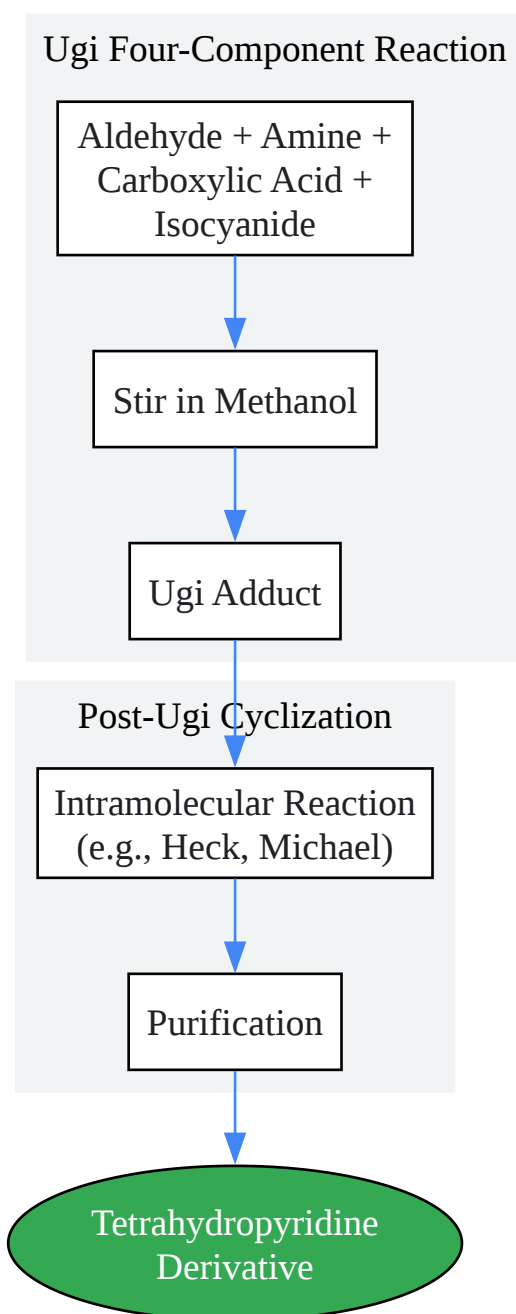 Ugi Four-Component Reaction
Aldehyde + Amine +
Carboxylic Acid +
Isocyanide
Stir in Methanol
Ugi Adduct
Post-Ugi Cyclization
Intramolecular Reaction
(e.g., Heck, Michael)
Purification
Tetrahydropyridine
Derivative